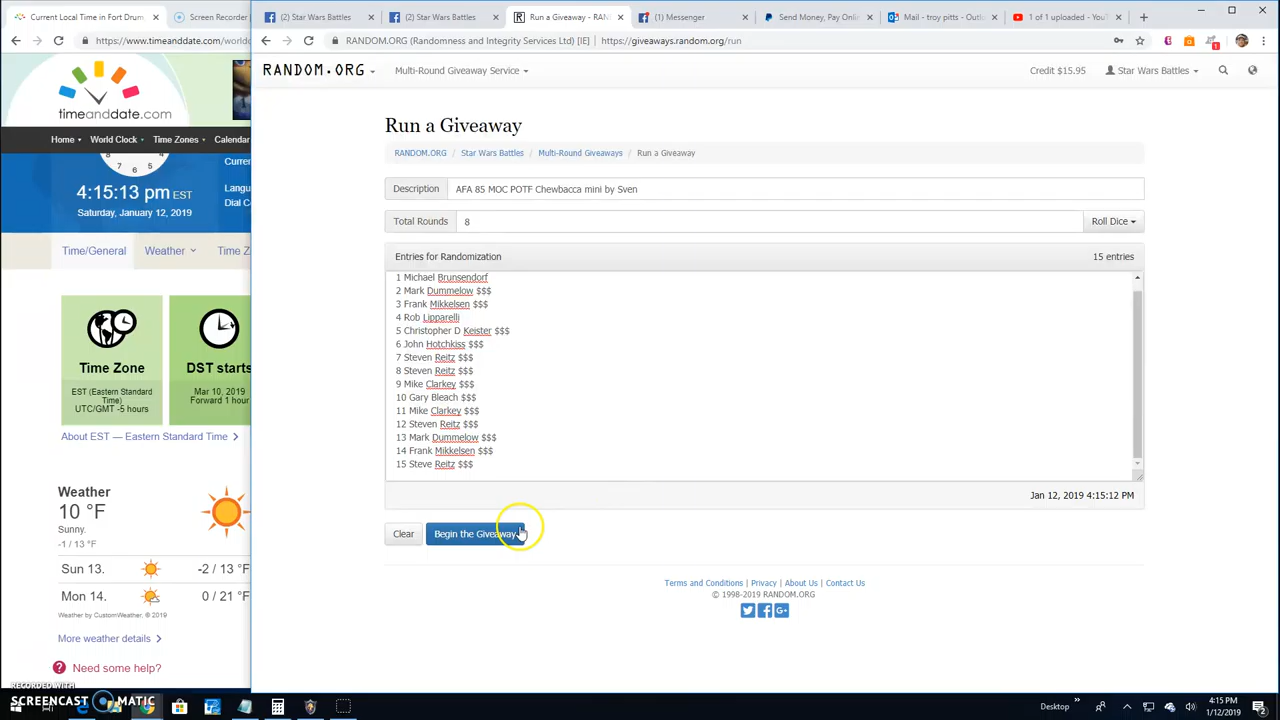 Current Local Time in Fort Drum
Screen Recorder
(2) Star Wars Battles
(2) Star Wars Battles
Run a Giveaway - RAN
(1) Messenger
Send Money, Pay Onlin
Mail - troy pitts - Outlo
1 of 1 uploaded - YouT
https://www.timeanddate.com/world
RANDOM.ORG (Randomness and Integrity Services Ltd) [IE] | https://giveaways.random.org/run
timeanddate.com
RANDOM.ORG
Multi-Round Giveaway Service
Credit $15.95
Star Wars Battles
Home
World Clock
Time Zones
Calendar
Curren
Langu
Dial C
4:15:13 pm EST
Saturday, January 12, 2019
Time/General
Weather
Time Z
Time Zone
EST (Eastern Standard
Time)
UTC/GMT -5 hours
DST starts
Mar 10, 2019
Forward 1 hour
About EST — Eastern Standard Time
Weather
10 °F
Sunny.
-1 / 13 °F
Sun 13.
-2 / 13 °F
Mon 14.
0 / 21 °F
Weather by CustomWeather, © 2019
More weather details
Need some help?
Run a Giveaway
RANDOM.ORG
Star Wars Battles
Multi-Round Giveaways
Run a Giveaway
Description
AFA 85 MOC POTF Chewbacca mini by Sven
Total Rounds
8
Roll Dice
Entries for Randomization
15 entries
1 Michael Brunsendorf
2 Mark Dummelow $$$
3 Frank Mikkelsen $$$
4 Rob Lipparelli
5 Christopher D Keister $$$
6 John Hotchkiss $$$
7 Steven Reitz $$$
8 Steven Reitz $$$
9 Mike Clarkey $$$
10 Gary Bleach $$$
11 Mike Clarkey $$$
12 Steven Reitz $$$
13 Mark Dummelow $$$
14 Frank Mikkelsen $$$
15 Steve Reitz $$$
Jan 12, 2019 4:15:12 PM
Clear
Begin the Giveaway
Terms and Conditions | Privacy | About Us | Contact Us
© 1998-2019 RANDOM.ORG
RECORDED WITH
SCREENCAST MATIC
Desktop
4:15 PM
1/12/2019